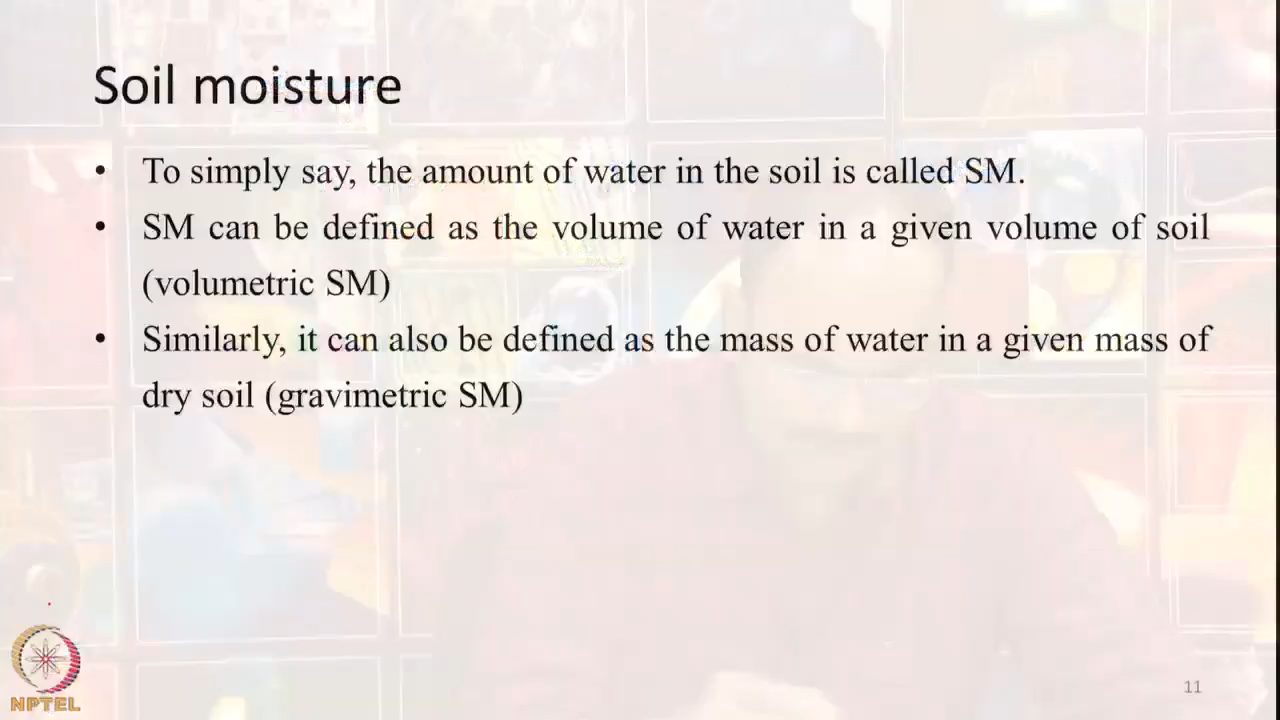 Soil moisture
• To simply say, the amount of water in the soil is called SM.
• SM can be defined as the volume of water in a given volume of soil
(volumetric SM)
• Similarly, it can also be defined as the mass of water in a given mass of
dry soil (gravimetric SM)
NPTEL
11